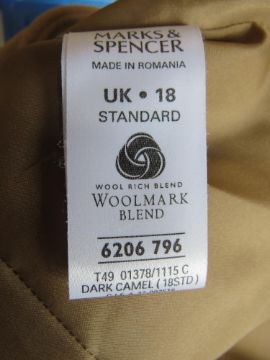 MARKS &
SPENCER
MADE IN ROMANIA
UK • 18
STANDARD
WOOL RICH BLEND
WOOLMARK
BLEND
6206 796
T49 01378/1115 C
DARK CAMEL (18STD)